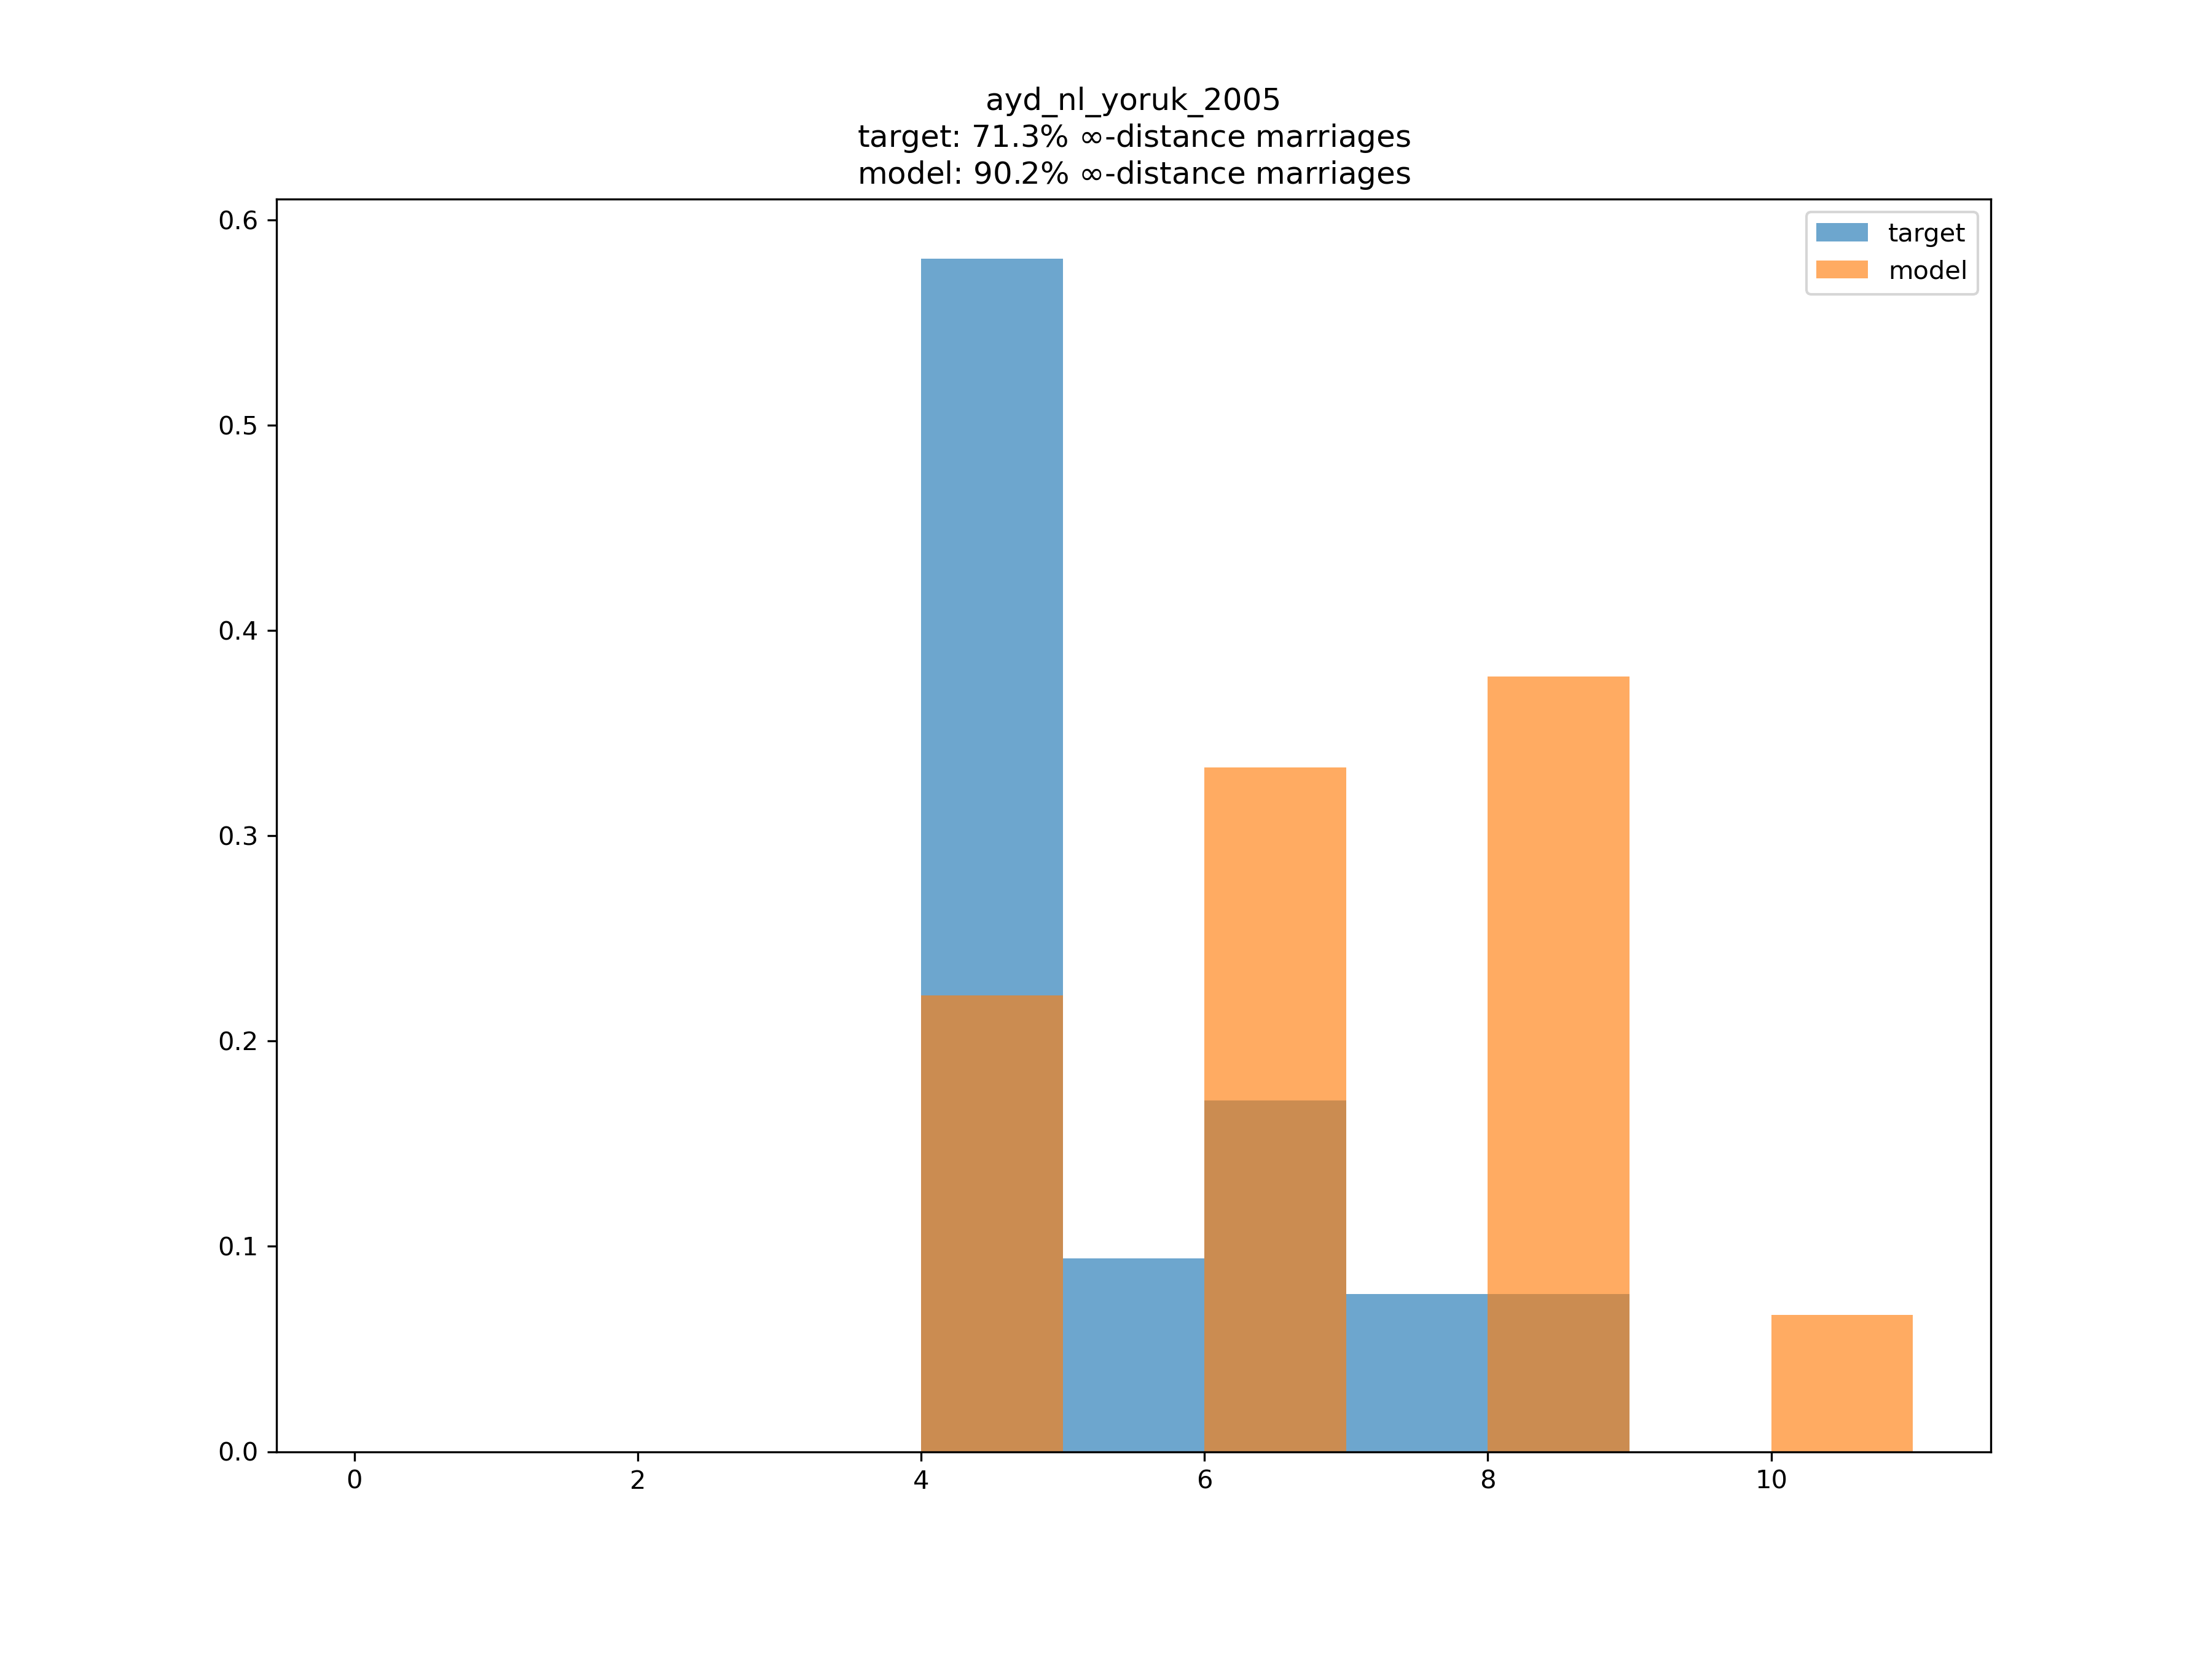 ayd_nl_yoruk_2005
target: 71.3% ∞-distance marriages
model: 90.2% ∞-distance marriages
target
model
0.6
0.5
0.4
0.3
0.2
0.1
0.0
0 2 4 6 8 10